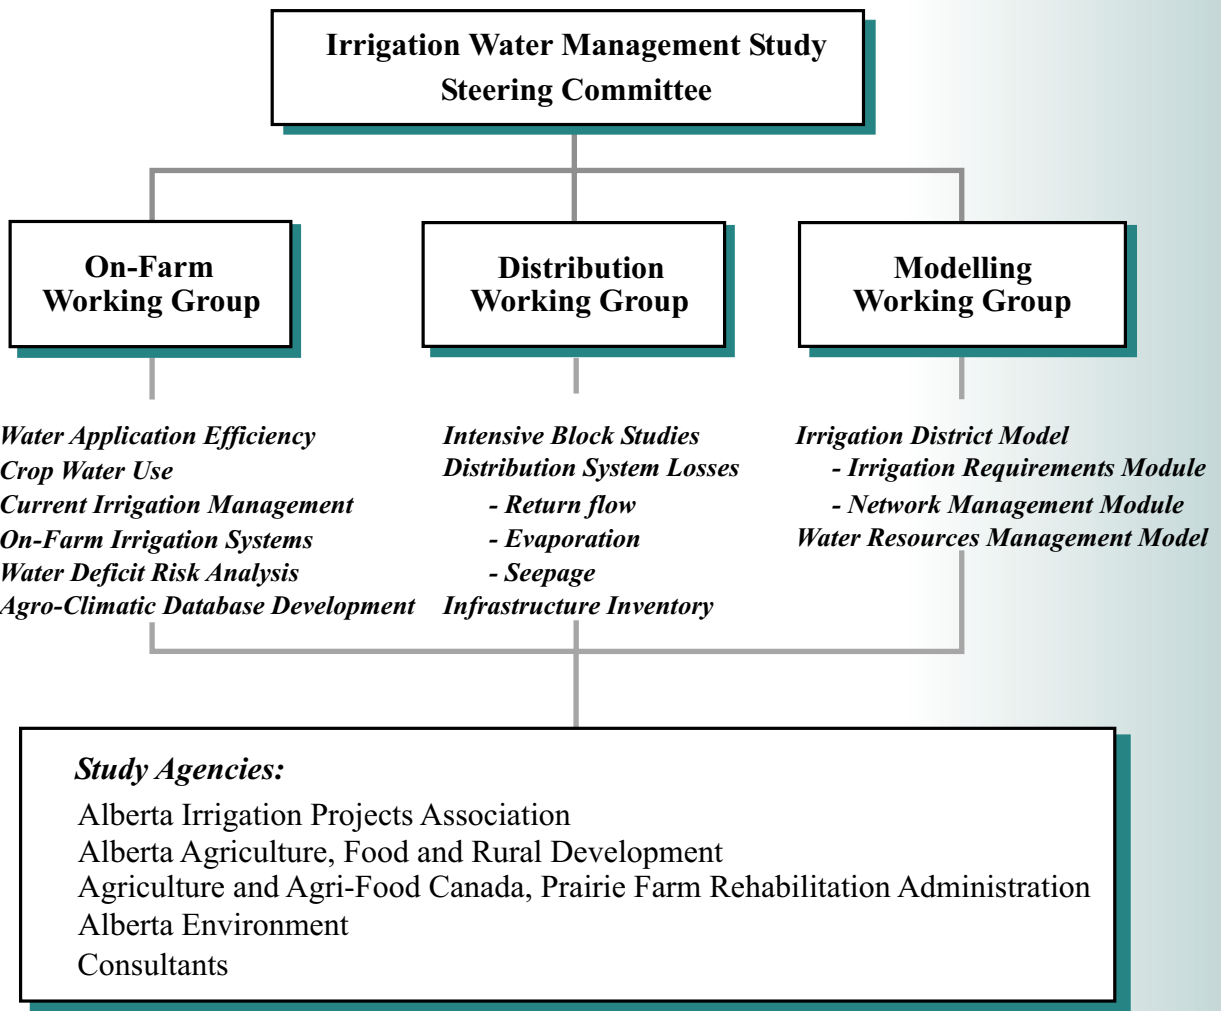 Irrigation Water Management Study
Steering Committee
On-Farm
Working Group
Distribution
Working Group
Modelling
Working Group
Water Application Efficiency
Crop Water Use
Current Irrigation Management
On-Farm Irrigation Systems
Water Deficit Risk Analysis
Agro-Climatic Database Development
Intensive Block Studies
Distribution System Losses
- Return flow
- Evaporation
- Seepage
Infrastructure Inventory
Irrigation District Model
- Irrigation Requirements Module
- Network Management Module
Water Resources Management Model
Study Agencies:
Alberta Irrigation Projects Association
Alberta Agriculture, Food and Rural Development
Agriculture and Agri-Food Canada, Prairie Farm Rehabilitation Administration
Alberta Environment
Consultants